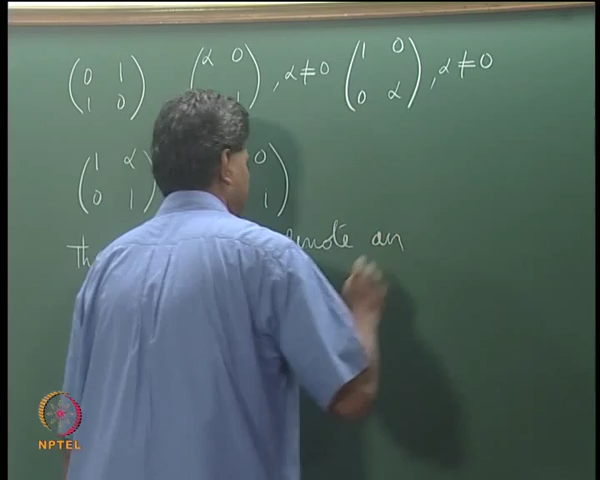 ( 0 1 ) ( α 0 ) , α ≠ 0 ( 1 0 ) , α ≠ 0
( 1 0 ) 1 ( 0 α )
( 1 α ) 0 )
( 0 1 ) 1 )
Th an
NPTEL